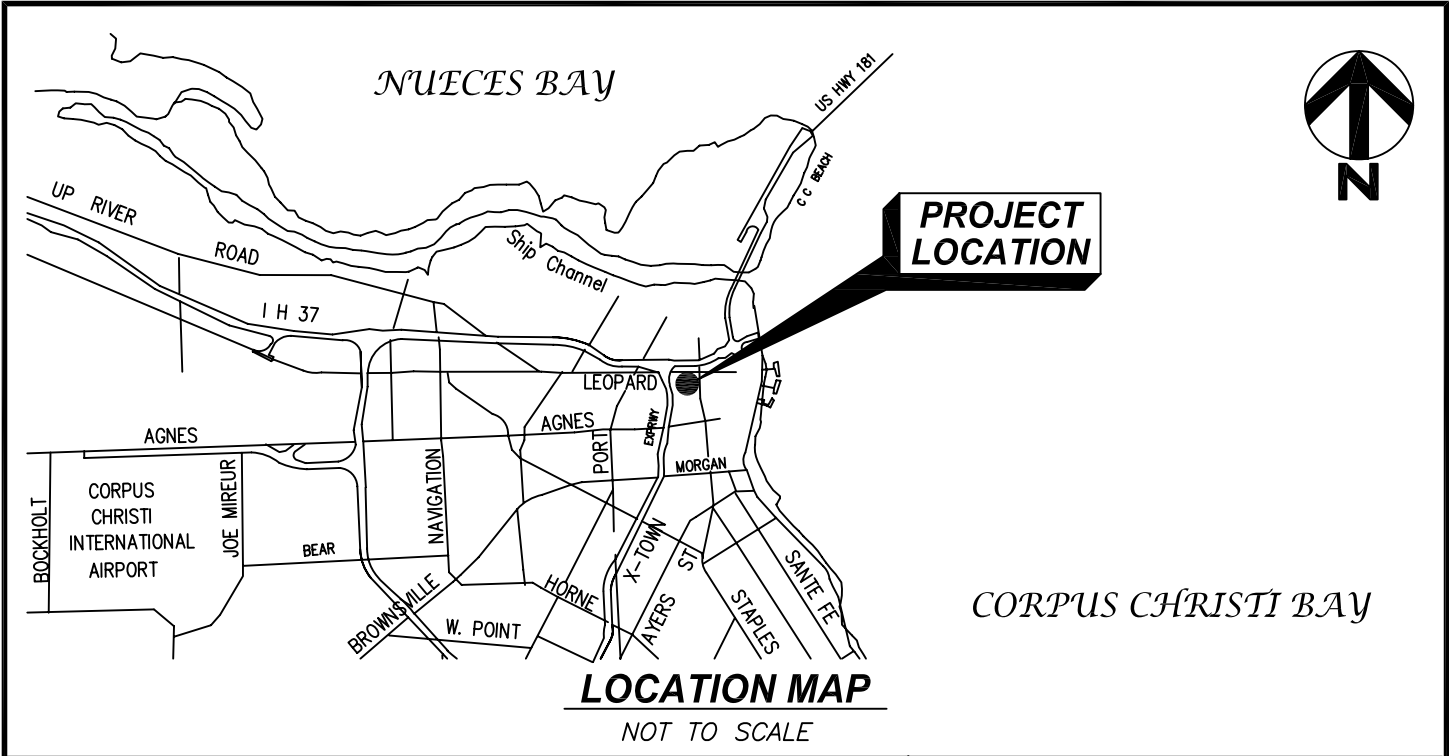 NUECES BAY
US HWY 181
N
C C BEACH
UP RIVER
ROAD
PROJECT
LOCATION
Ship Channel
I H 37
LEOPARD
AGNES
AGNES
PORT
EXPRWY
MORGAN
BOCKHOLT
CORPUS
CHRISTI
INTERNATIONAL
AIRPORT
JOE MIREUR
NAVIGATION
BEAR
X-TOWN
ST
SANTE FE
BROWNSVILLE
HORNE
AYERS
STAPLES
W. POINT
CORPUS CHRISTI BAY
LOCATION MAP
NOT TO SCALE